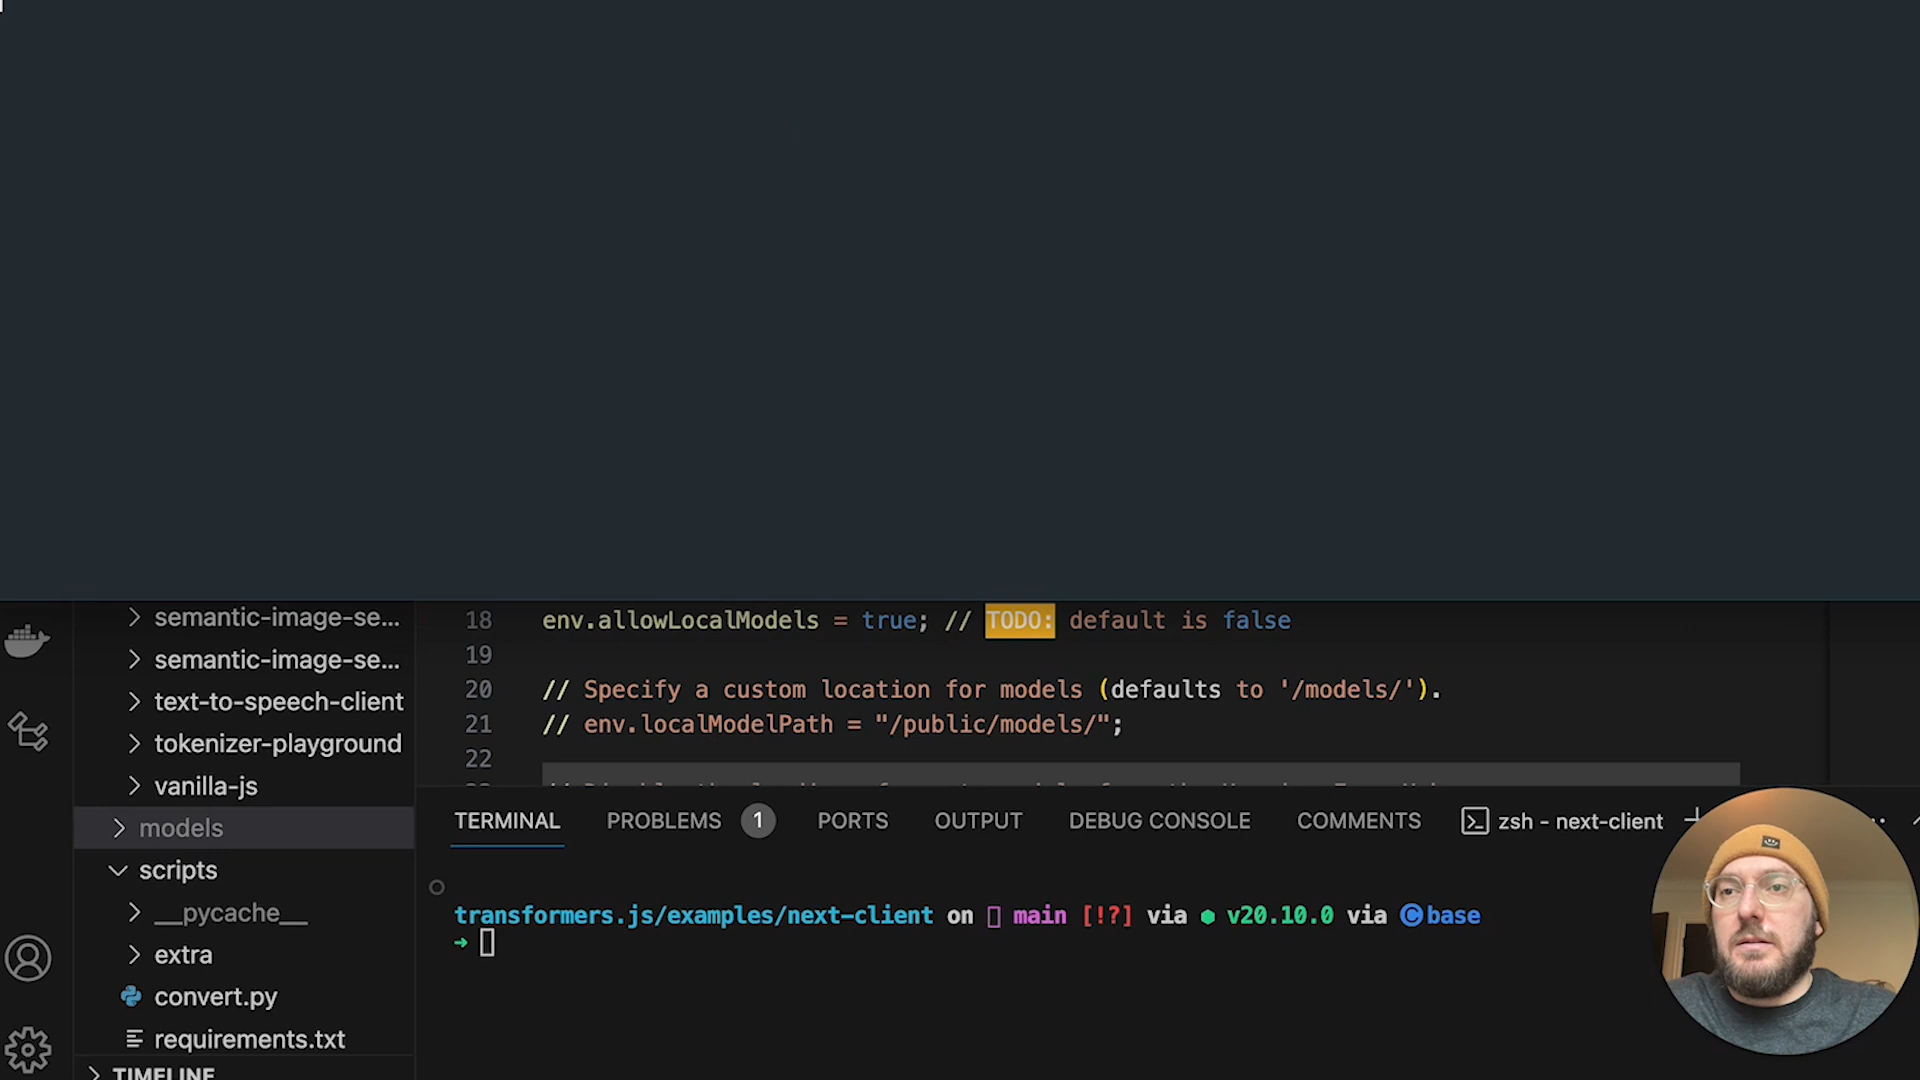 semantic-image-se...
semantic-image-se...
text-to-speech-client
tokenizer-playground
vanilla-js
models
scripts
__pycache__
extra
convert.py
requirements.txt
TIMELINE
18 env.allowLocalModels = true; // TODO: default is false
19
20 // Specify a custom location for models (defaults to '/models/').
21 // env.localModelPath = "/public/models/";
22
TERMINAL PROBLEMS 1 PORTS OUTPUT DEBUG CONSOLE COMMENTS zsh - next-client
transformers.js/examples/next-client on main [!?] via v20.10.0 via ©base
➜